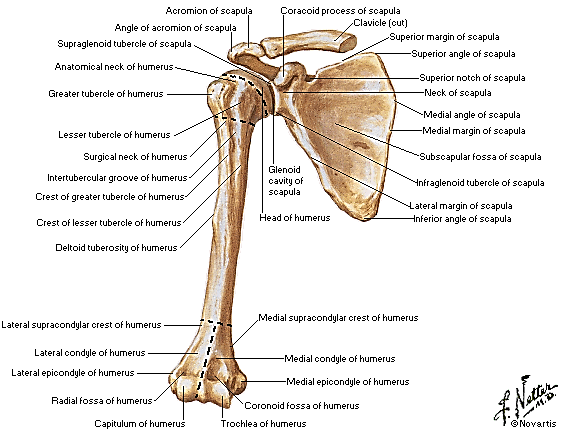 Acromion of scapula
Coracoid process of scapula
Clavicle (cut)
Angle of acromion of scapula
Superior margin of scapula
Supraglenoid tubercle of scapula
Superior angle of scapula
Anatomical neck of humerus
Superior notch of scapula
Greater tubercle of humerus
Neck of scapula
Medial angle of scapula
Lesser tubercle of humerus
Medial margin of scapula
Surgical neck of humerus
Subscapular fossa of scapula
Glenoid
cavity of
scapula
Intertubercular groove of humerus
Infraglenoid tubercle of scapula
Crest of greater tubercle of humerus
Lateral margin of scapula
Head of humerus
Inferior angle of scapula
Crest of lesser tubercle of humerus
Deltoid tuberosity of humerus
Lateral supracondylar crest of humerus
Medial supracondylar crest of humerus
Lateral condyle of humerus
Medial condyle of humerus
Lateral epicondyle of humerus
Medial epicondyle of humerus
Radial fossa of humerus
Coronoid fossa of humerus
Capitulum of humerus
Trochlea of humerus
F. Netter
M.D.
©Novartis